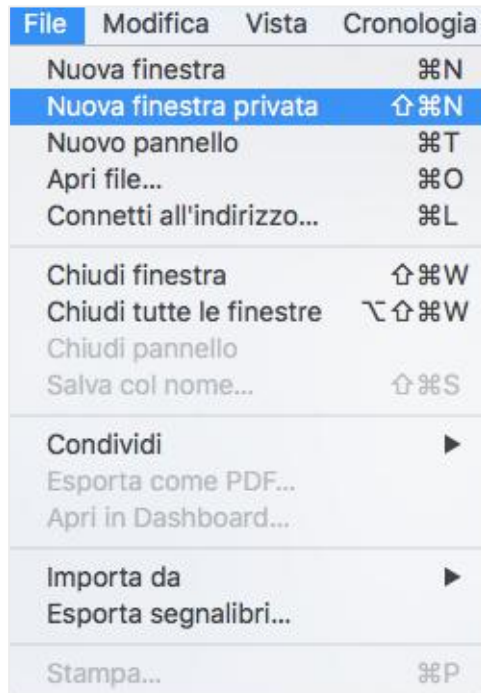 File Modifica Vista Cronologia
Nuova finestra ⌘N
Nuova finestra privata ⇧⌘N
Nuovo pannello ⌘T
Apri file... ⌘O
Connetti all'indirizzo... ⌘L
Chiudi finestra ⇧⌘W
Chiudi tutte le finestre ⌥⇧⌘W
Chiudi pannello
Salva col nome... ⇧⌘S
Condividi ▶
Esporta come PDF...
Apri in Dashboard...
Importa da ▶
Esporta segnalibri...
Stampa... ⌘P